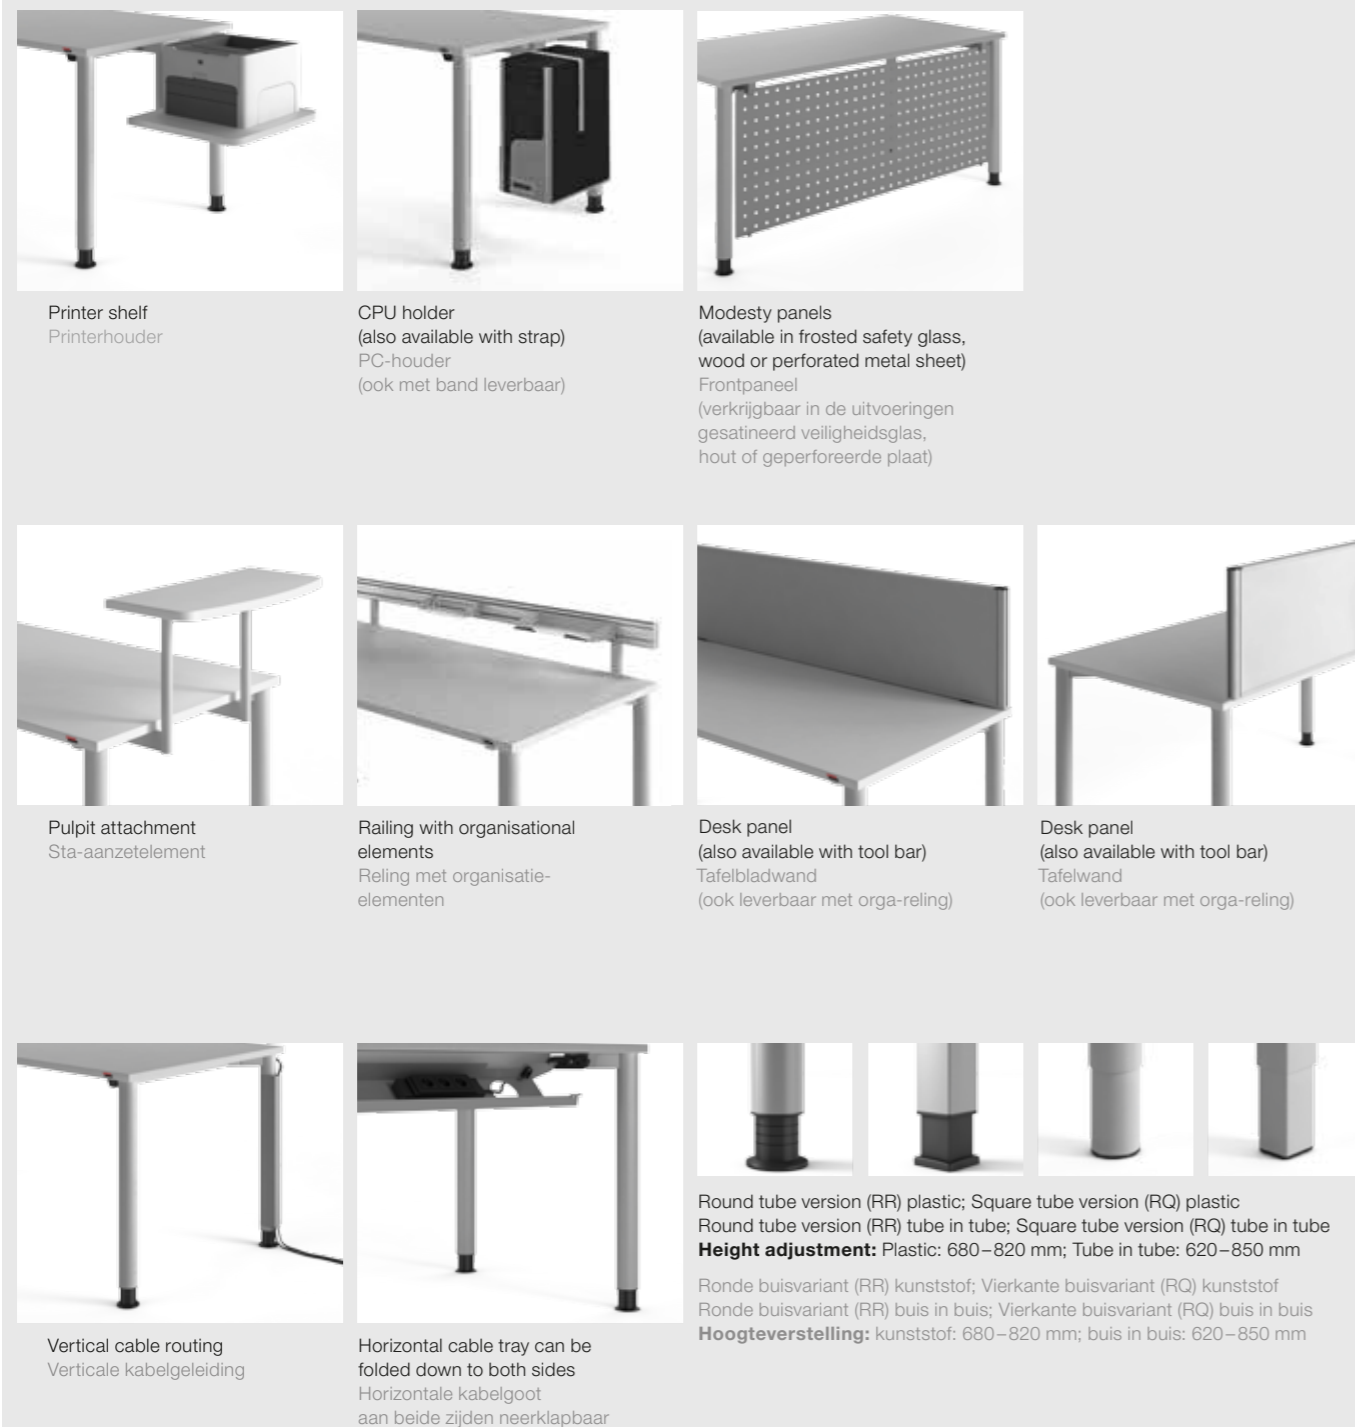 Printer shelf
Printerhouder
CPU holder
(also available with strap)
PC-houder
(ook met band leverbaar)
Modesty panels
(available in frosted safety glass,
wood or perforated metal sheet)
Frontpaneel
(verkrijgbaar in de uitvoeringen
gesatineerd veiligheidsglas,
hout of geperforeerde plaat)
Pulpit attachment
Sta-aanzetelement
Railing with organisational
elements
Reling met organisatie-
elementen
Desk panel
(also available with tool bar)
Tafelbladwand
(ook leverbaar met orga-reling)
Desk panel
(also available with tool bar)
Tafelwand
(ook leverbaar met orga-reling)
Vertical cable routing
Verticale kabelgeleiding
Horizontal cable tray can be
folded down to both sides
Horizontale kabelgoot
aan beide zijden neerklapbaar
Round tube version (RR) plastic; Square tube version (RQ) plastic
Round tube version (RR) tube in tube; Square tube version (RQ) tube in tube
Height adjustment: Plastic: 680–820 mm; Tube in tube: 620–850 mm
Ronde buisvariant (RR) kunststof; Vierkante buisvariant (RQ) kunststof
Ronde buisvariant (RR) buis in buis; Vierkante buisvariant (RQ) buis in buis
Hoogteverstelling: kunststof: 680–820 mm; buis in buis: 620–850 mm